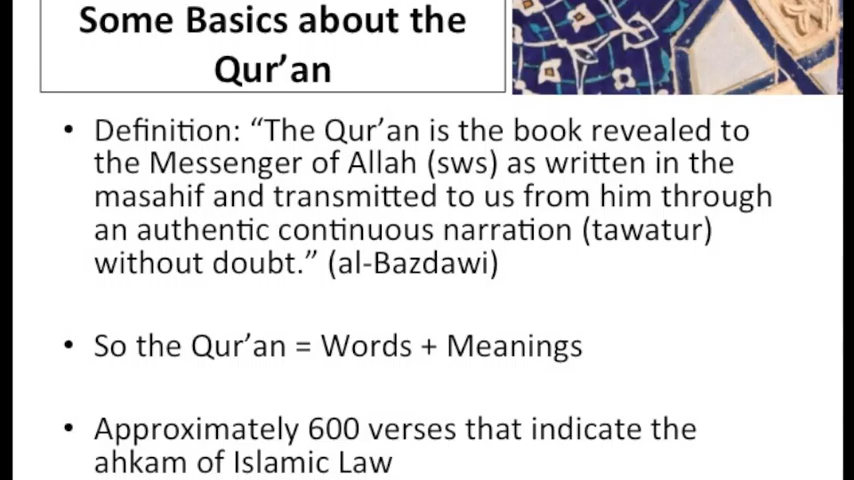 Some Basics about the
Qur’an
• Definition: “The Qur’an is the book revealed to
the Messenger of Allah (sws) as written in the
masahif and transmitted to us from him through
an authentic continuous narration (tawatur)
without doubt.” (al-Bazdawi)
• So the Qur’an = Words + Meanings
• Approximately 600 verses that indicate the
ahkam of Islamic Law